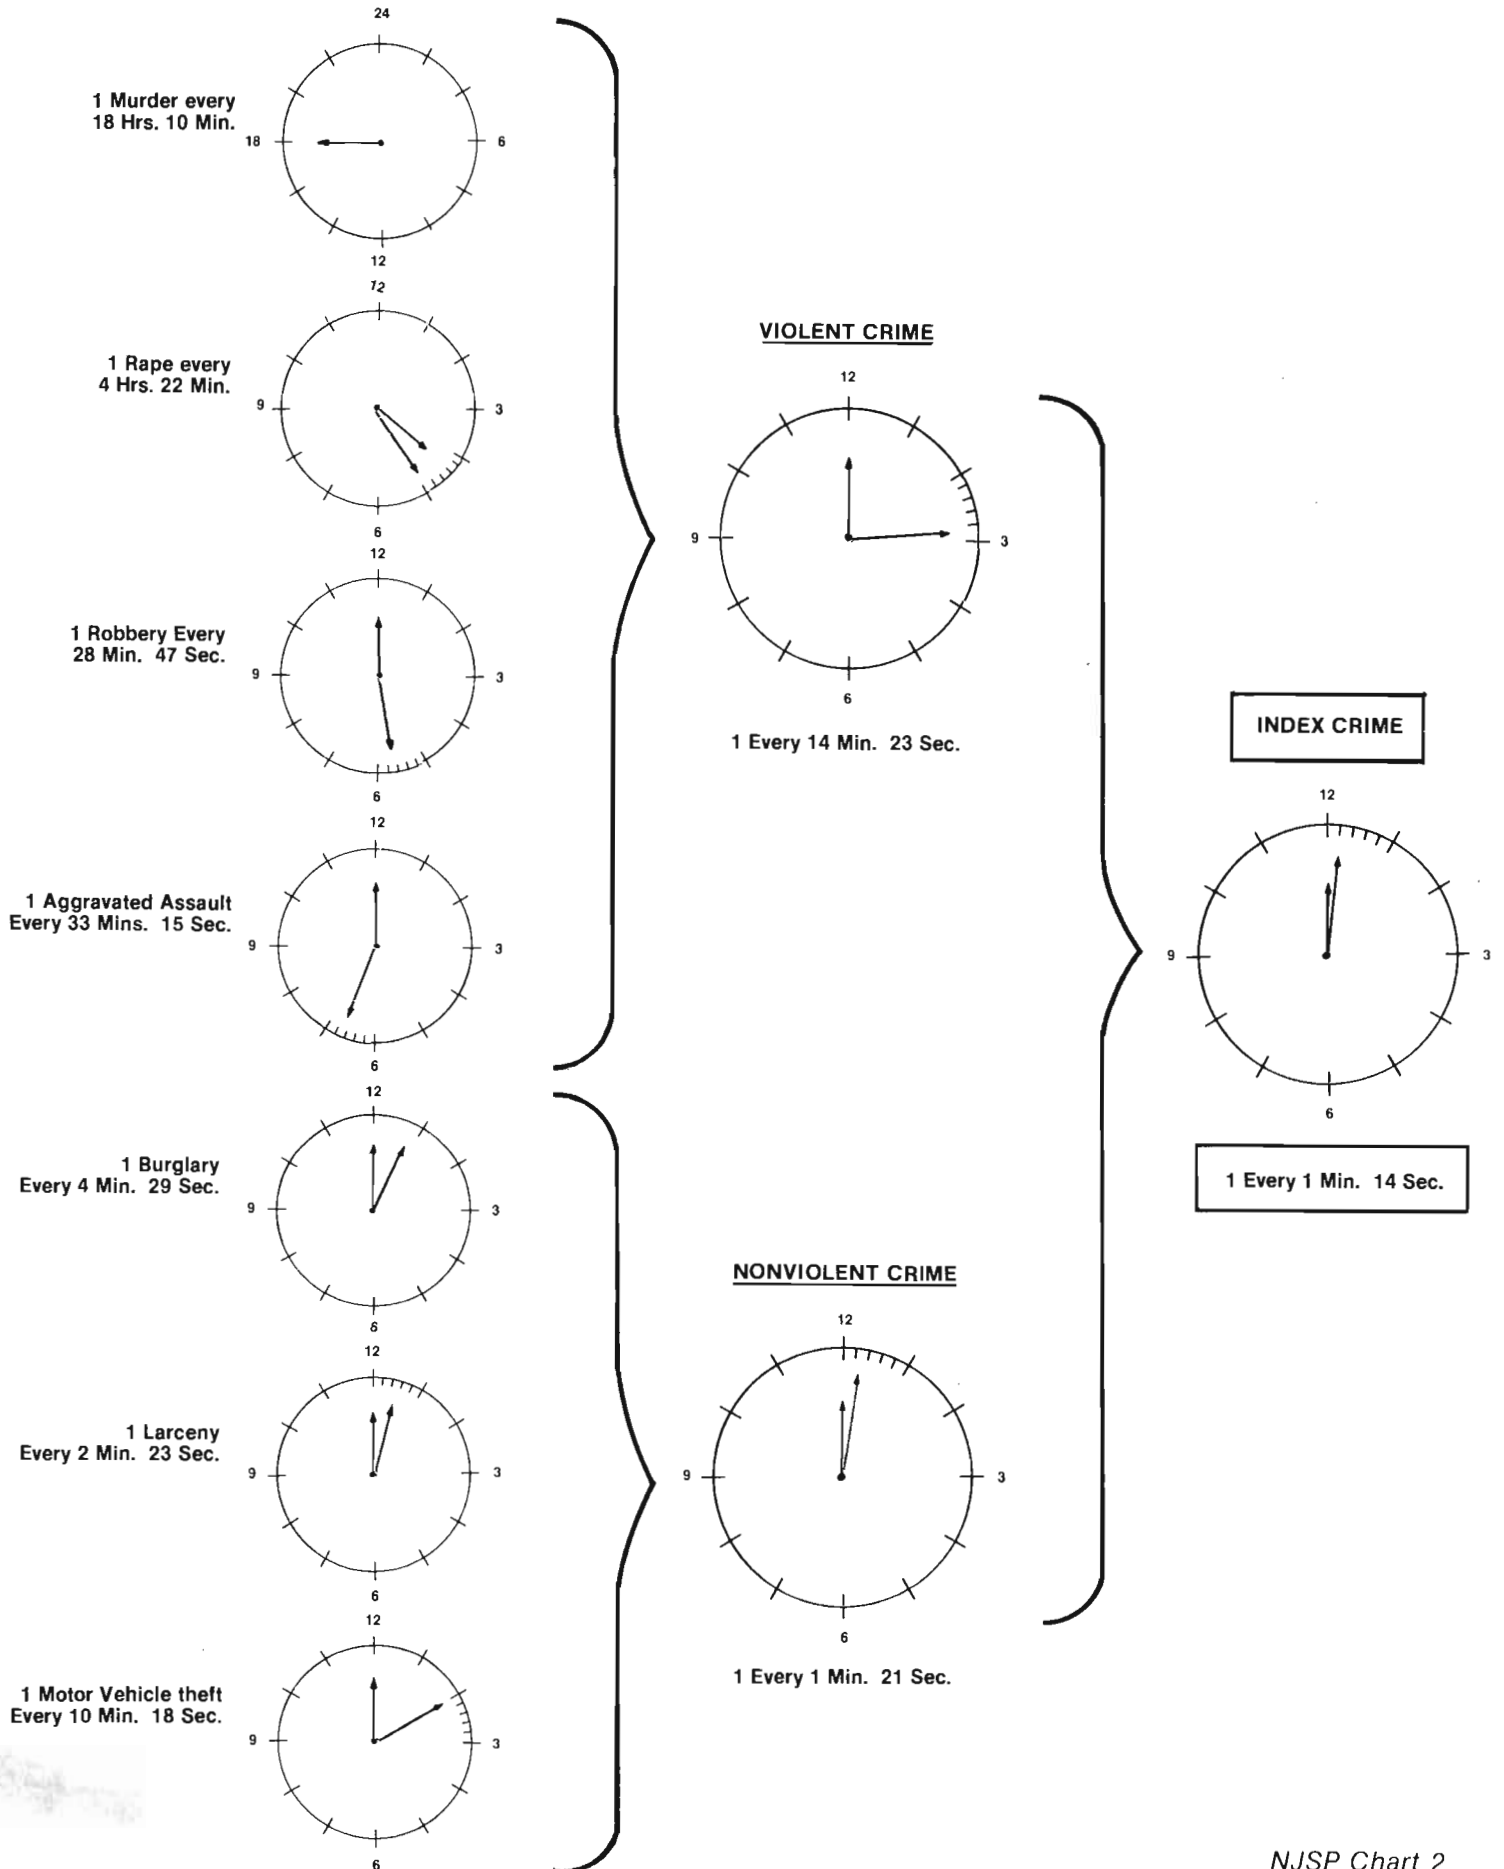 24
1 Murder every
18 Hrs. 10 Min.
18
6
12
12
1 Rape every
4 Hrs. 22 Min.
9
3
6
12
1 Robbery Every
28 Min. 47 Sec.
9
3
6
12
1 Aggravated Assault
Every 33 Mins. 15 Sec.
9
3
6
12
1 Burglary
Every 4 Min. 29 Sec.
9
3
6
12
1 Larceny
Every 2 Min. 23 Sec.
9
3
6
12
1 Motor Vehicle theft
Every 10 Min. 18 Sec.
9
3
6
VIOLENT CRIME
12
9
3
6
1 Every 14 Min. 23 Sec.
NONVIOLENT CRIME
12
9
3
6
1 Every 1 Min. 21 Sec.
INDEX CRIME
12
9
3
6
1 Every 1 Min. 14 Sec.
NJSP Chart 2